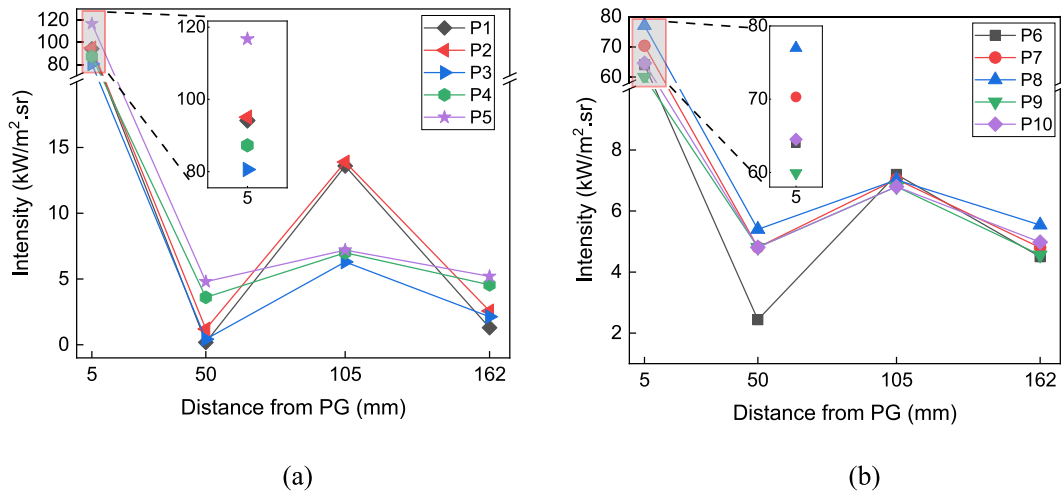 120
100
80
15
10
5
0
Intensity (kW/m².sr)
5
50
105
162
Distance from PG (mm)
120
100
80
5
P1
P2
P3
P4
P5
(a)
80
70
60
8
6
4
2
Intensity (kW/m².sr)
5
50
105
162
Distance from PG (mm)
80
70
60
5
P6
P7
P8
P9
P10
(b)